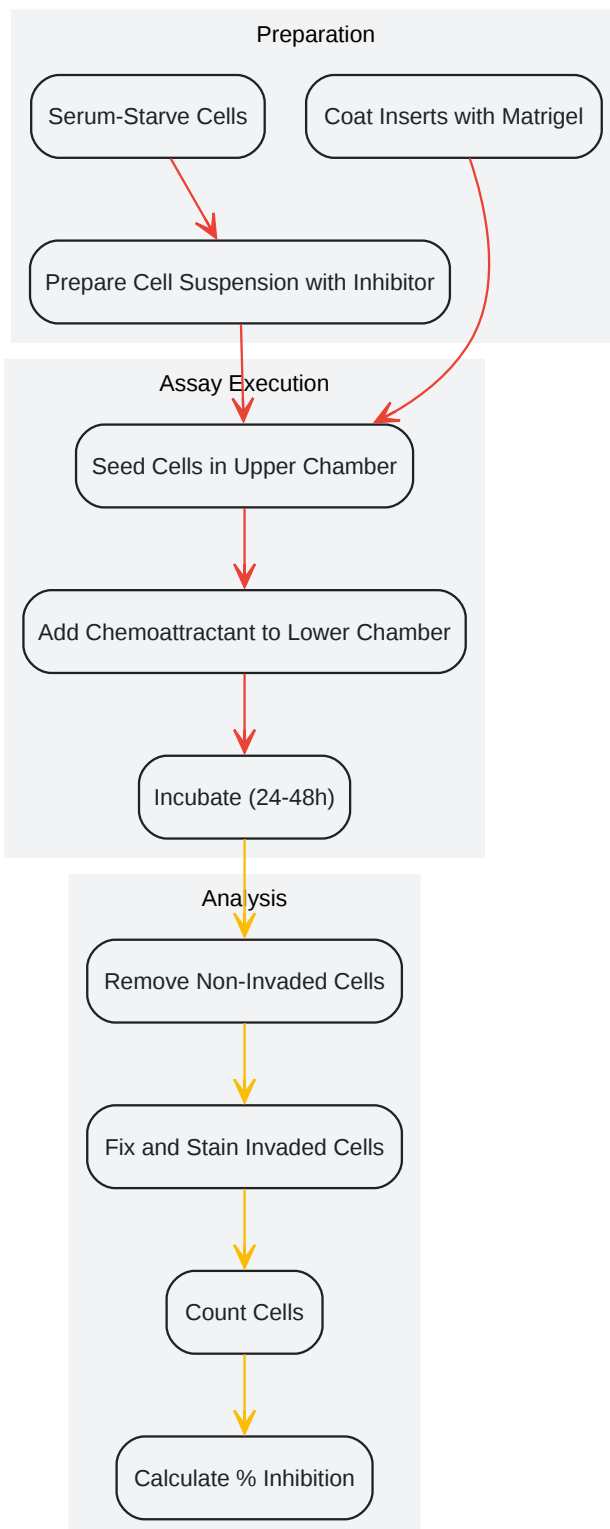 Preparation
Serum-Starve Cells
Coat Inserts with Matrigel
Prepare Cell Suspension with Inhibitor
Assay Execution
Seed Cells in Upper Chamber
Add Chemoattractant to Lower Chamber
Incubate (24-48h)
Analysis
Remove Non-Invaded Cells
Fix and Stain Invaded Cells
Count Cells
Calculate % Inhibition